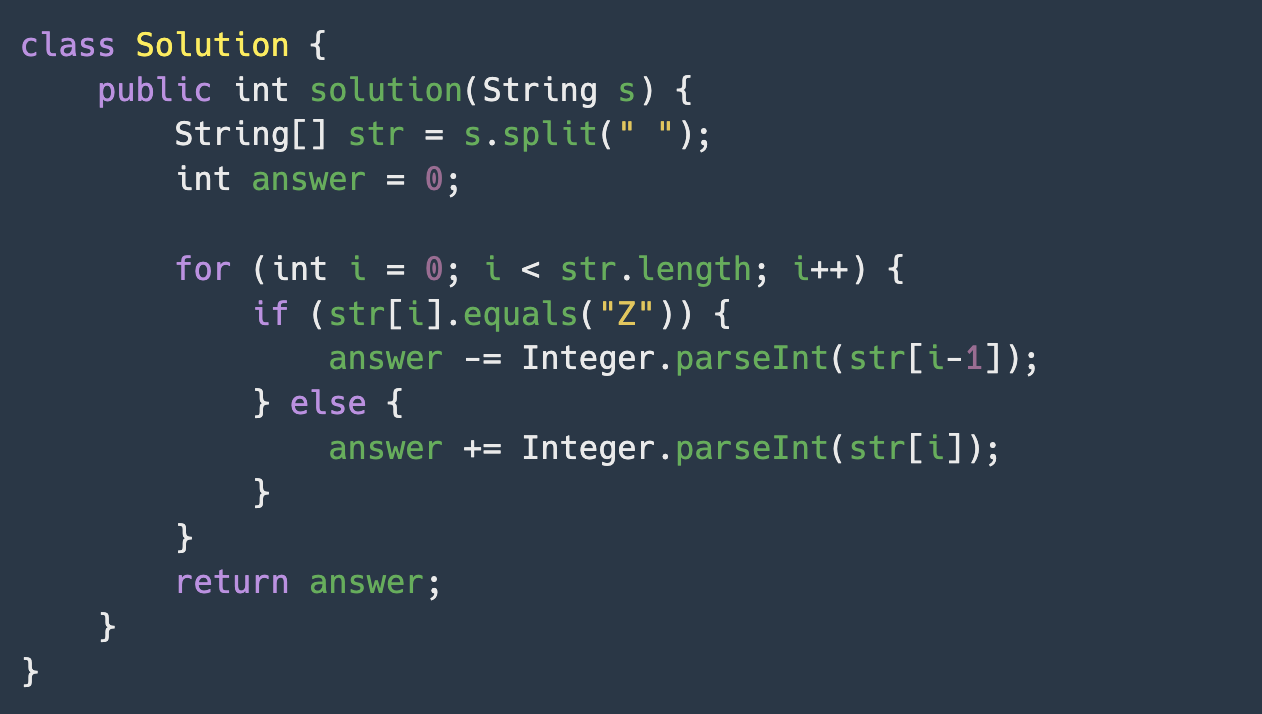 class Solution {
    public int solution(String s) {
        String[] str = s.split(" ");
        int answer = 0;

        for (int i = 0; i < str.length; i++) {
            if (str[i].equals("Z")) {
                answer -= Integer.parseInt(str[i-1]);
            } else {
                answer += Integer.parseInt(str[i]);
            }
        }
        return answer;
    }
}